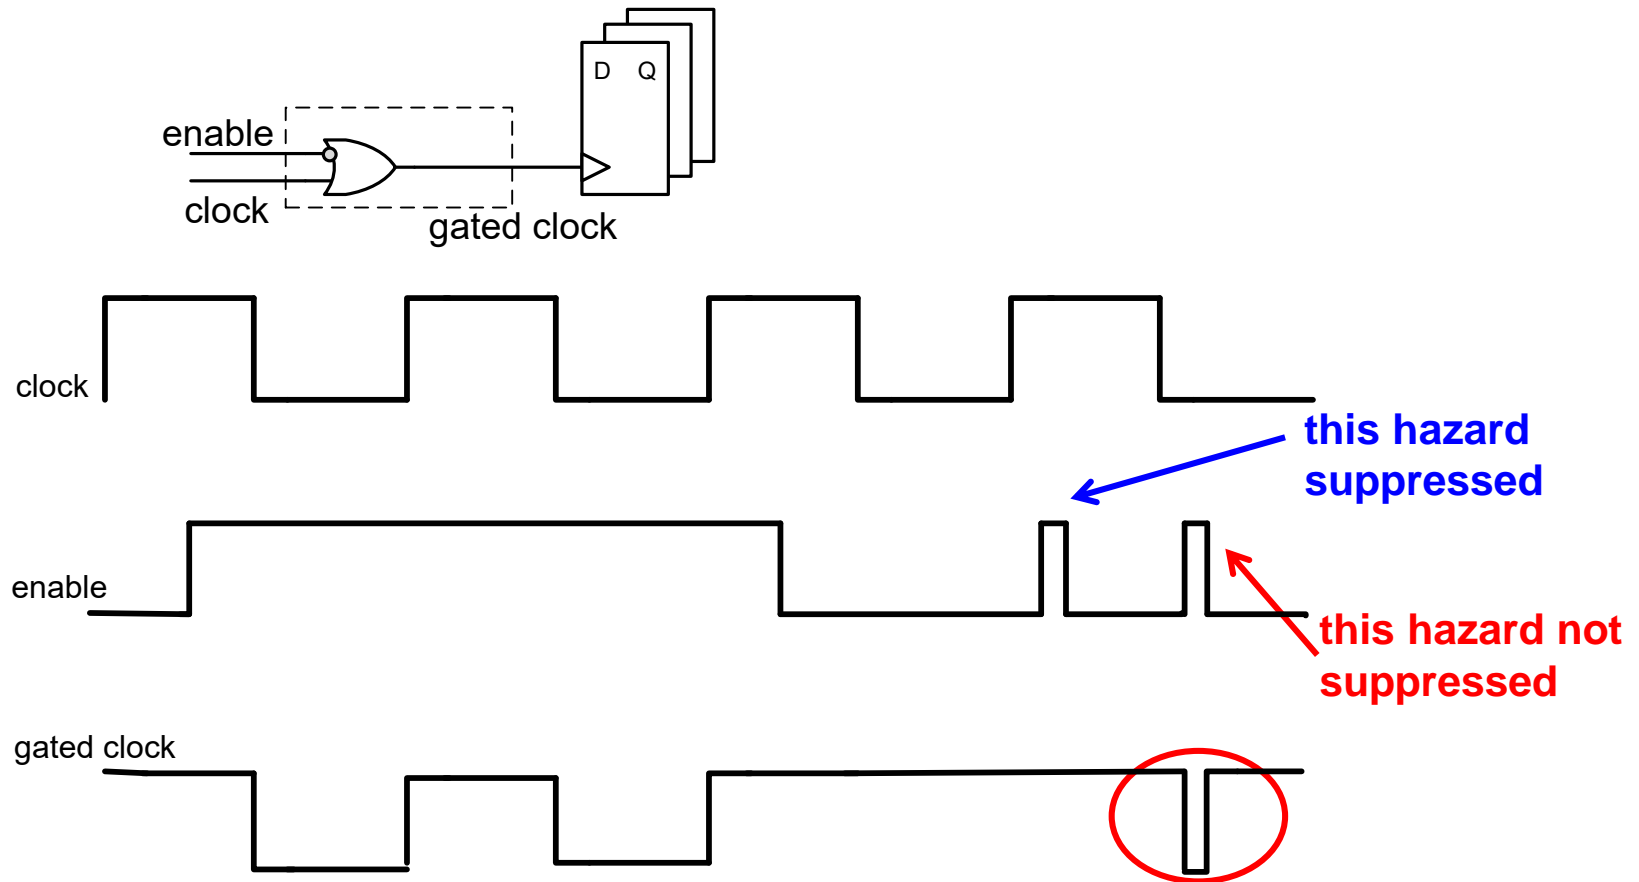 D Q
enable
clock
gated clock
clock
this hazard
suppressed
enable
this hazard not
suppressed
gated clock